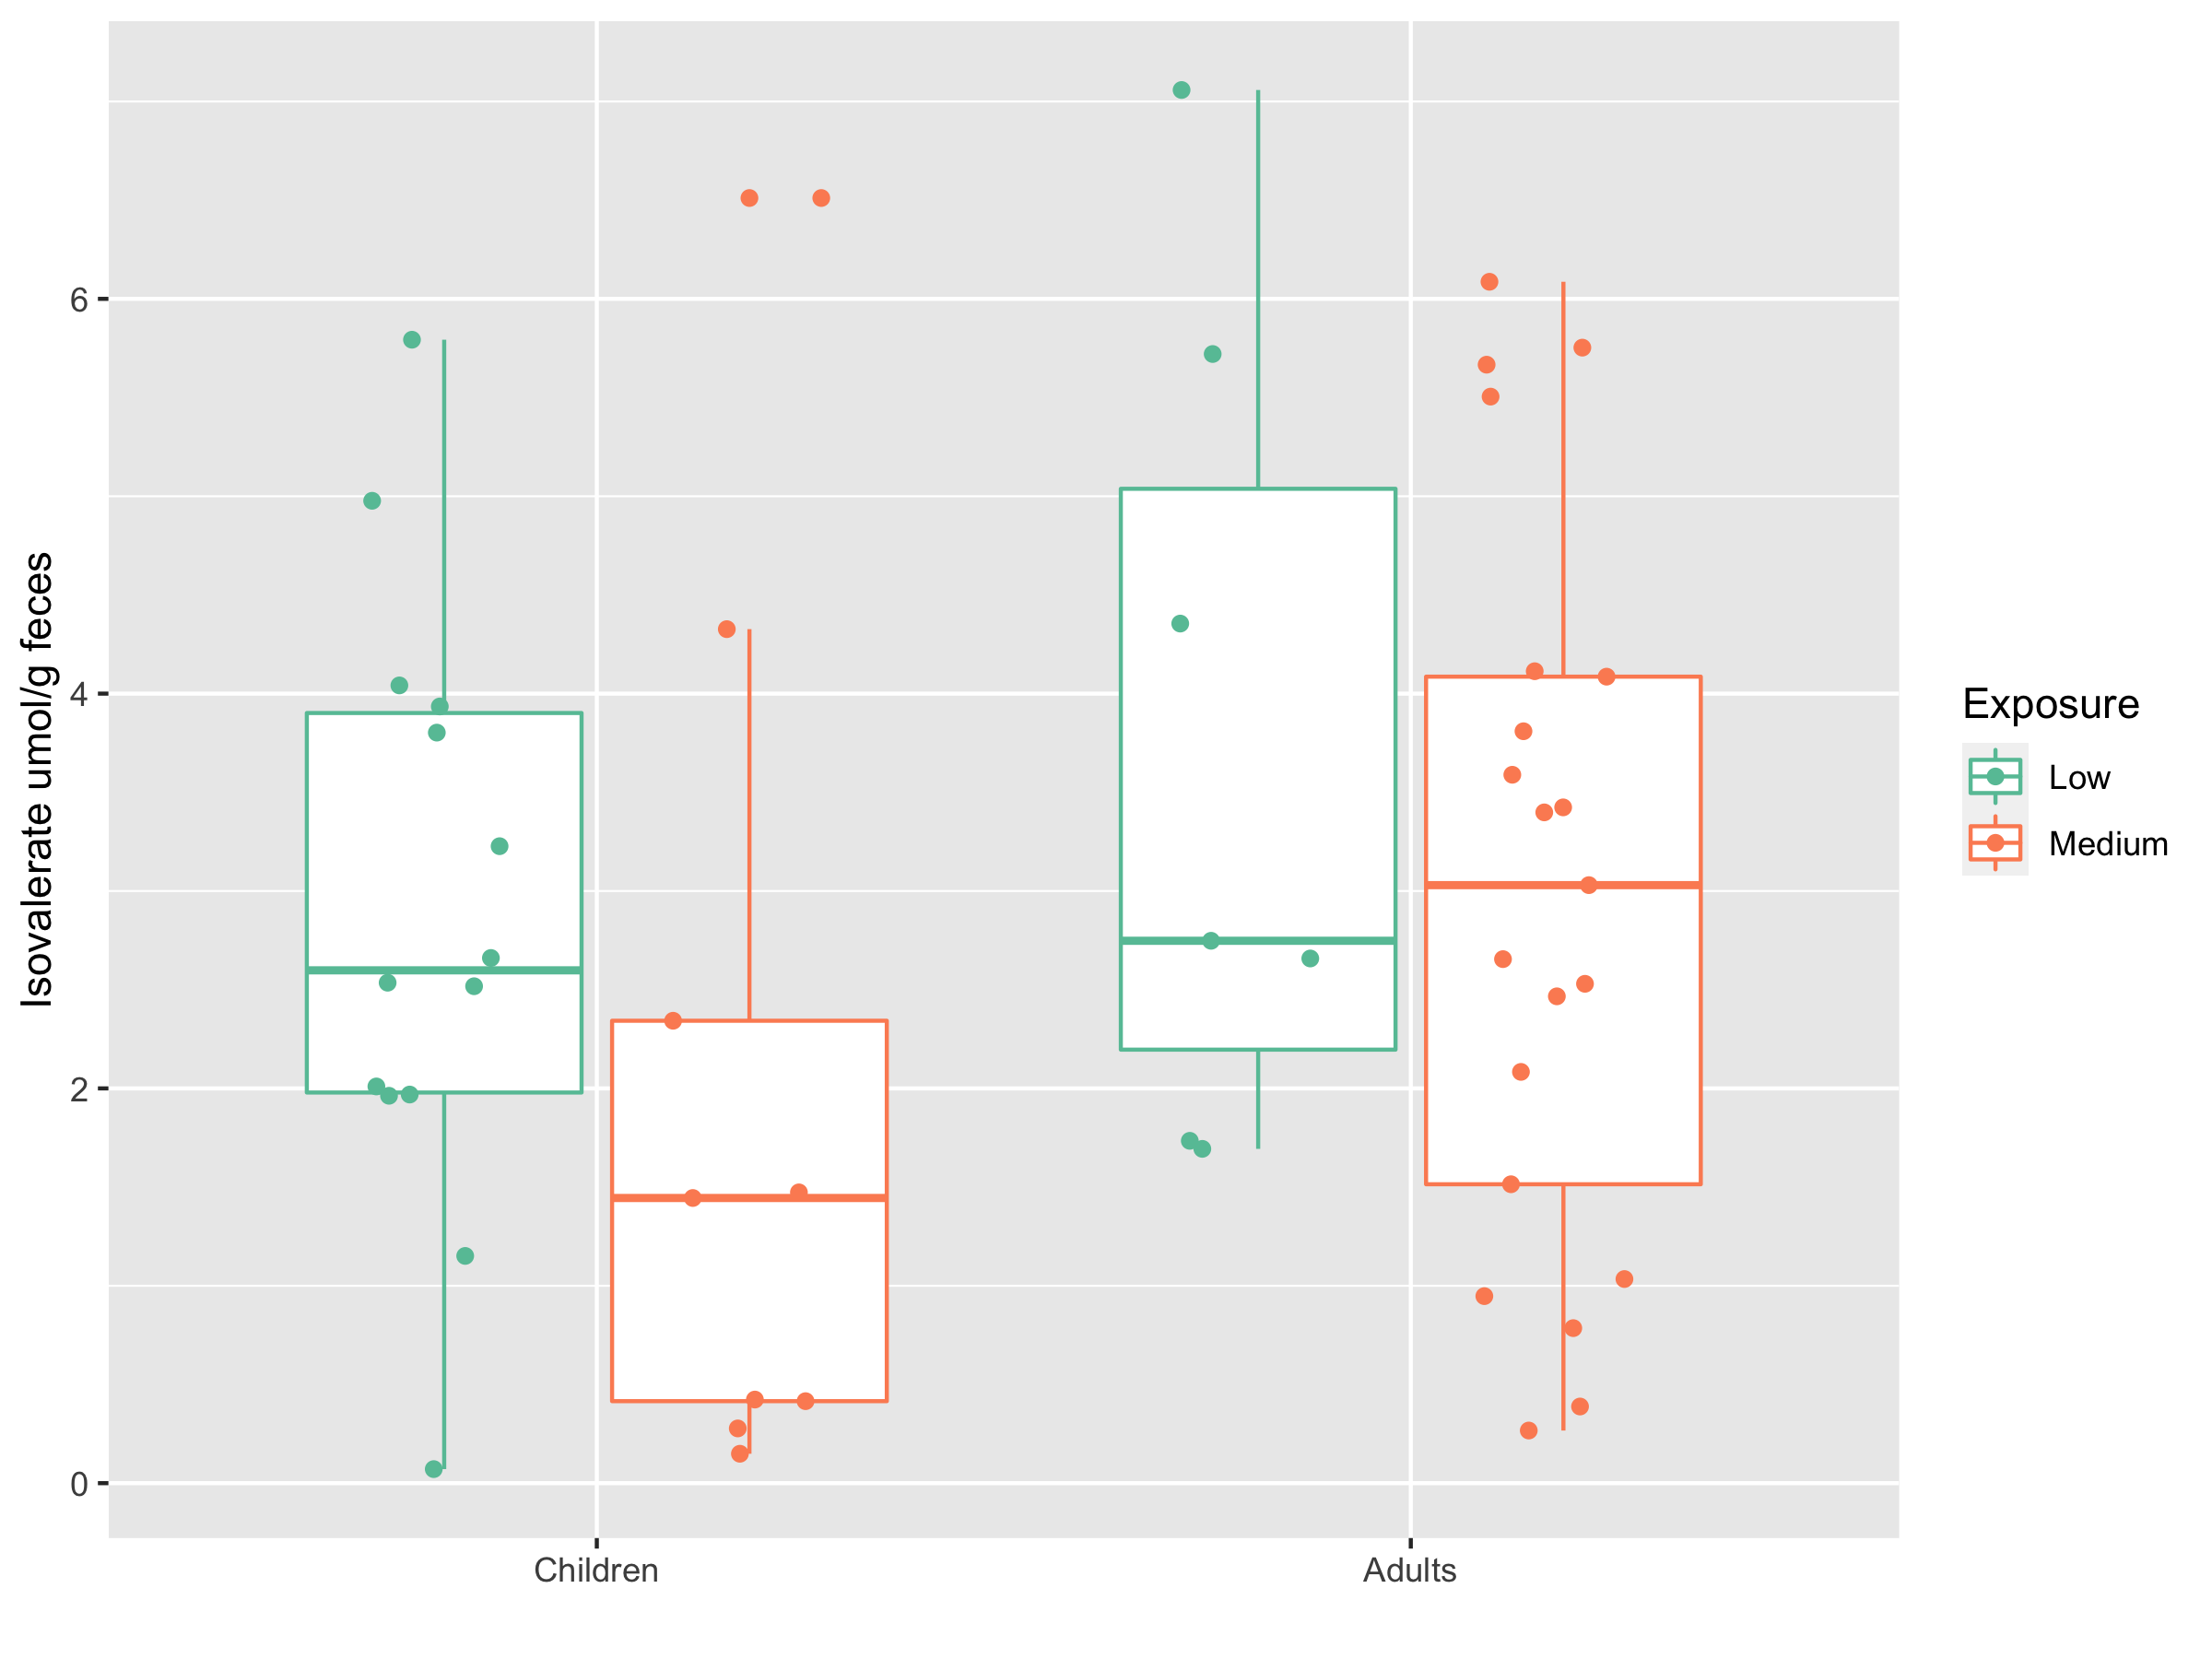 Isovalerate umol/g feces
6
4
2
0
Children
Adults
Exposure
Low
Medium